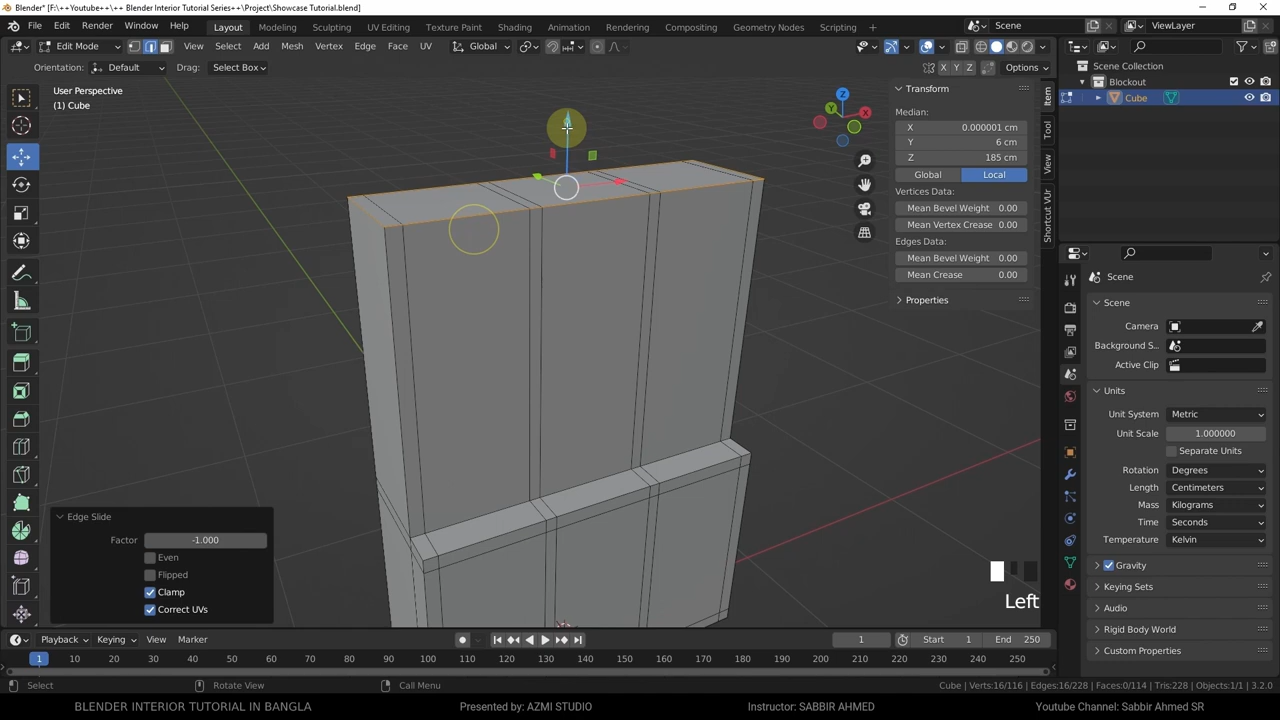 Blender* [F:\++Youtube++\++ Blender Interior Tutorial Series++\Project\Showcase Tutorial.blend]
File Edit Render Window Help Layout Modeling Sculpting UV Editing Texture Paint Shading Animation Rendering Compositing Geometry Nodes Scripting Scene ViewLayer
Edit Mode View Select Add Mesh Vertex Edge Face UV Global
Orientation: Default Drag: Select Box X Y Z Options
User Perspective
(1) Cube
Z
Y
X
Transform
Median:
X 0.000001 cm
Y 6 cm
Z 185 cm
Global Local
Vertices Data:
Mean Bevel Weight 0.00
Mean Vertex Crease 0.00
Edges Data:
Mean Bevel Weight 0.00
Mean Crease 0.00
Properties
Item
Tool
View
Shortcut VUr
Scene Collection
Blockout
Cube
Scene
Scene
Camera
Background S...
Active Clip
Units
Unit System Metric
Unit Scale 1.000000
Separate Units
Rotation Degrees
Length Centimeters
Mass Kilograms
Time Seconds
Temperature Kelvin
Gravity
Keying Sets
Audio
Rigid Body World
Custom Properties
Edge Slide
Factor -1.000
Even
Flipped
Clamp
Correct UVs
Left
Playback Keying View Marker 1 Start 1 End 250
1 10 20 30 40 50 60 70 80 90 100 110 120 130 140 150 160 170 180 190 200 210 220 230 240 250
Select Rotate View Call Menu Cube | Verts:16/116 | Edges:16/228 | Faces:0/114 | Tris:228 | Objects:1/1 | 3.2.0
BLENDER INTERIOR TUTORIAL IN BANGLA Presented by: AZMI STUDIO Instructor: SABBIR AHMED Youtube Channel: Sabbir Ahmed SR